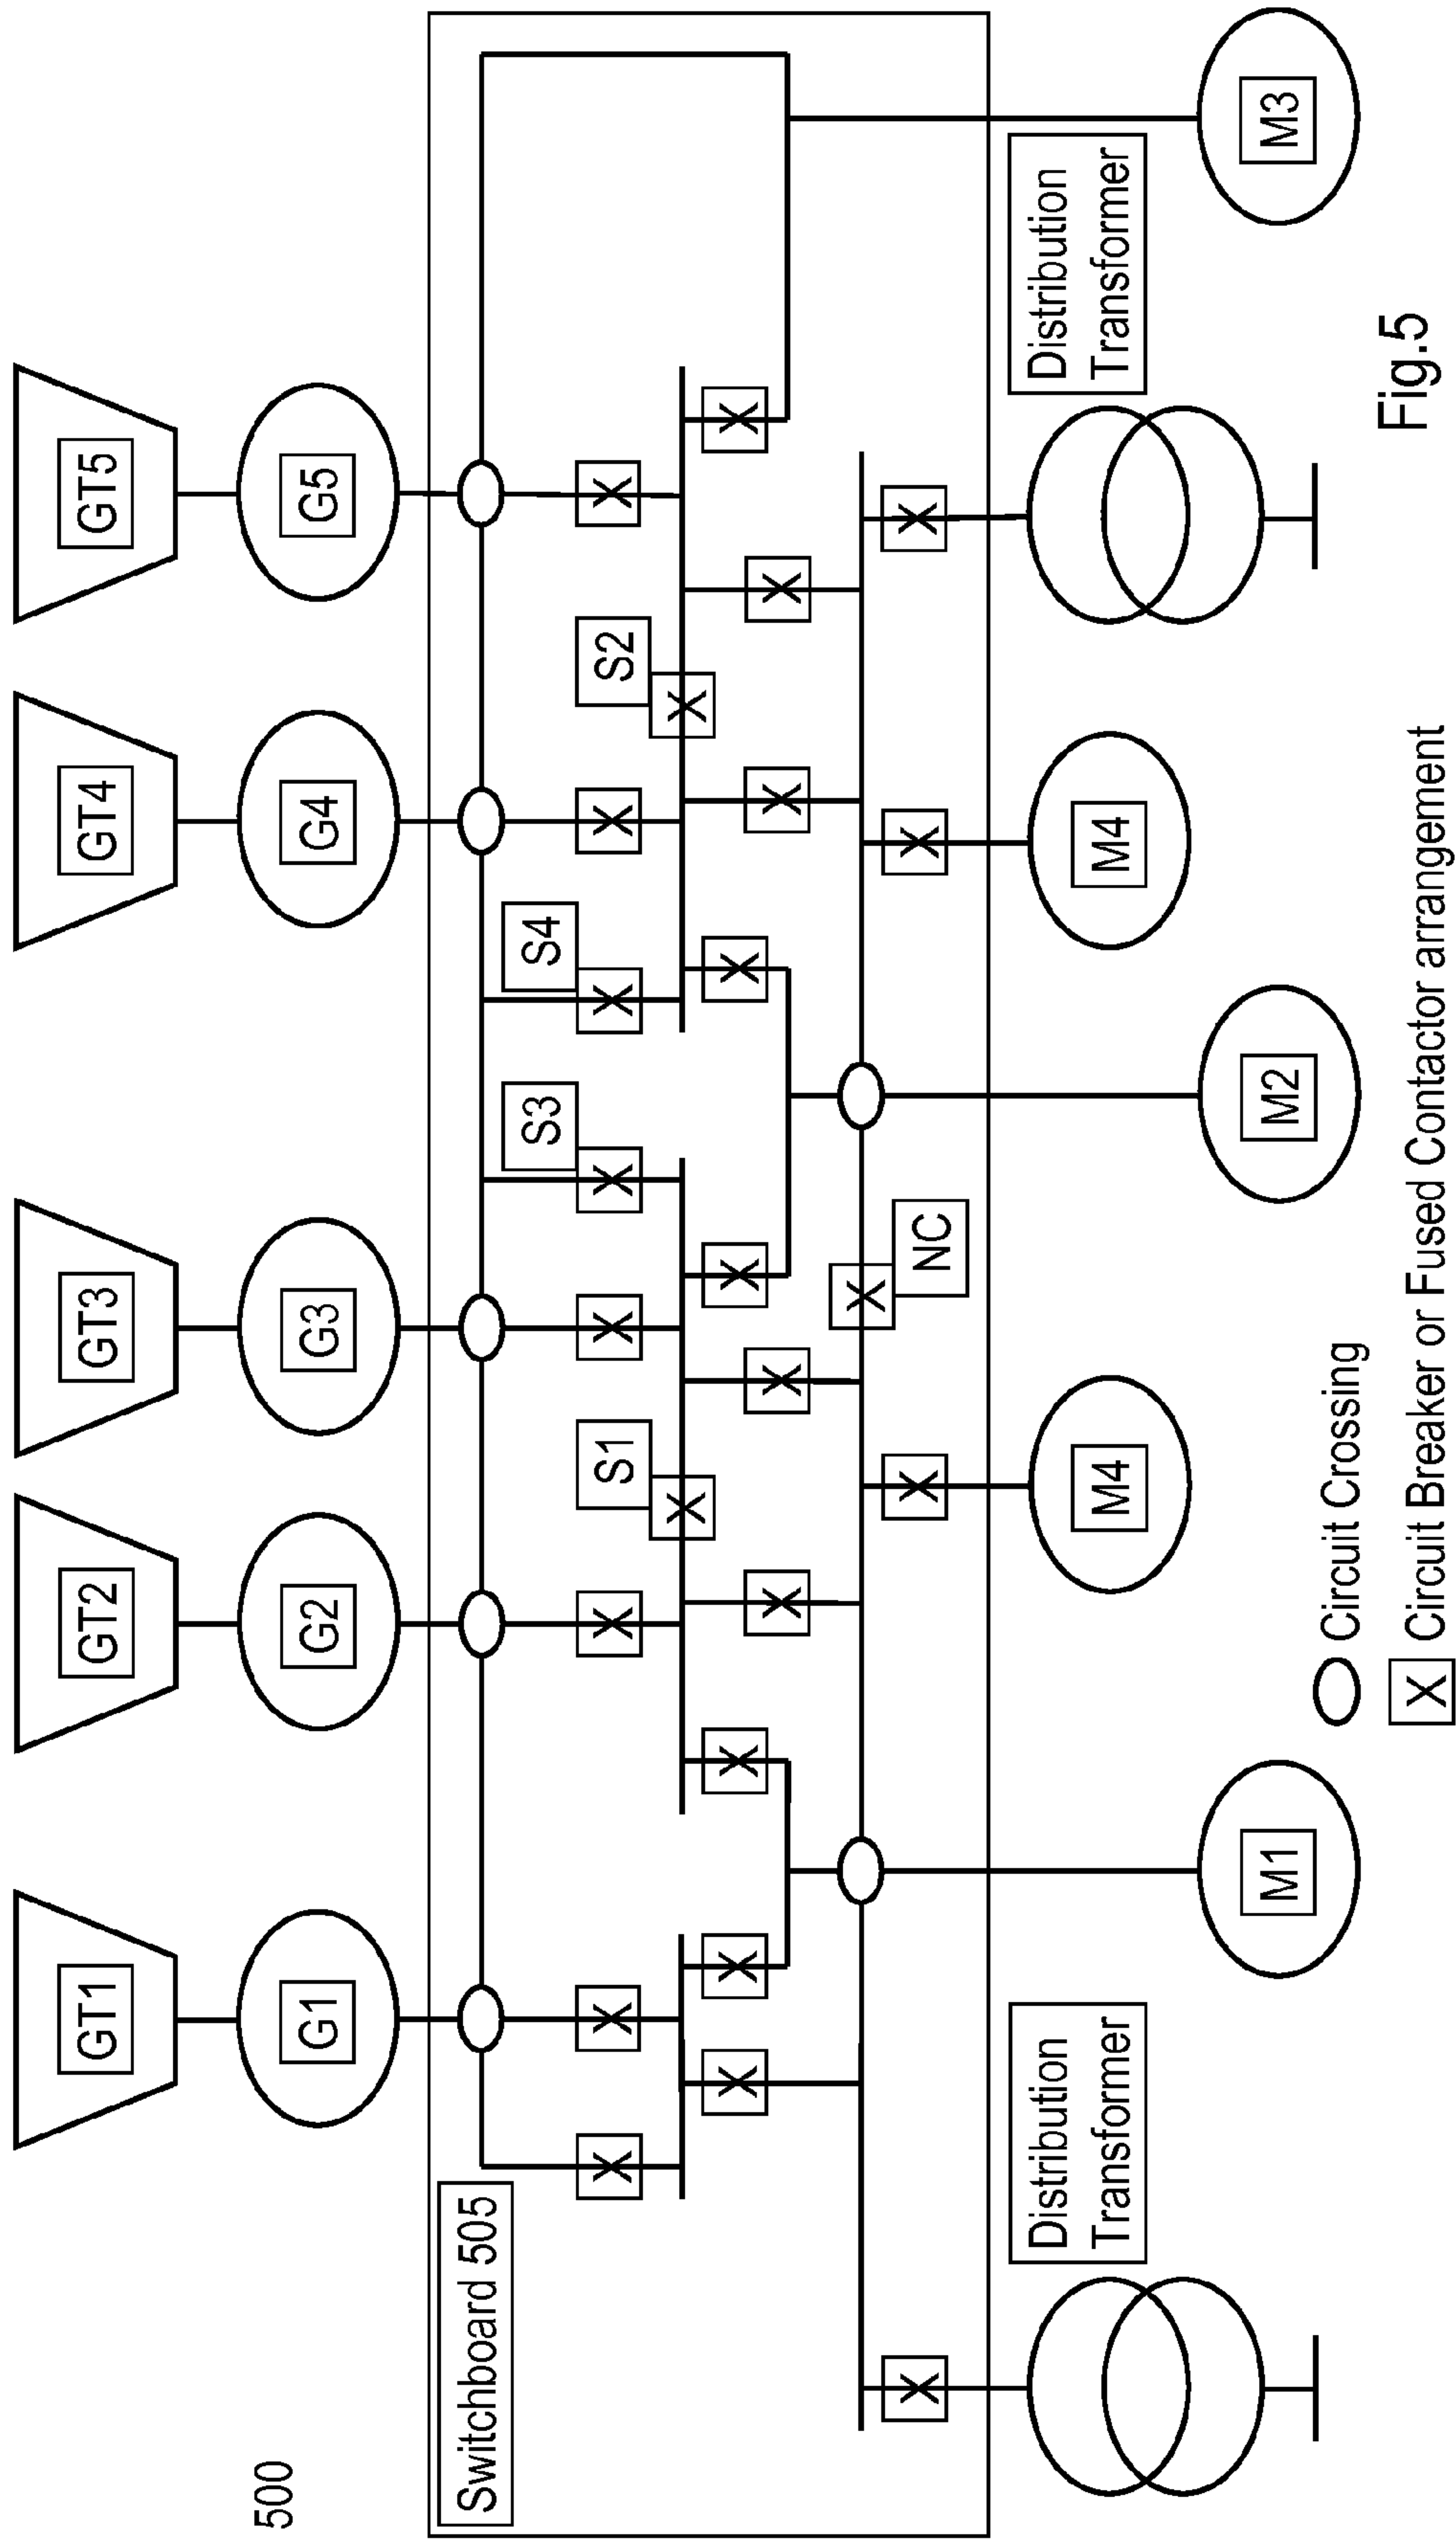 500
GT1
GT2
GT3
GT4
GT5
G1
G2
G3
G4
G5
Switchboard 505
S3
S4
S1
S2
NC
Distribution
Transformer
M4
M4
Distribution
Transformer
M1
M2
M3
Circuit Crossing
X Circuit Breaker or Fused Contactor arrangement
Fig.5